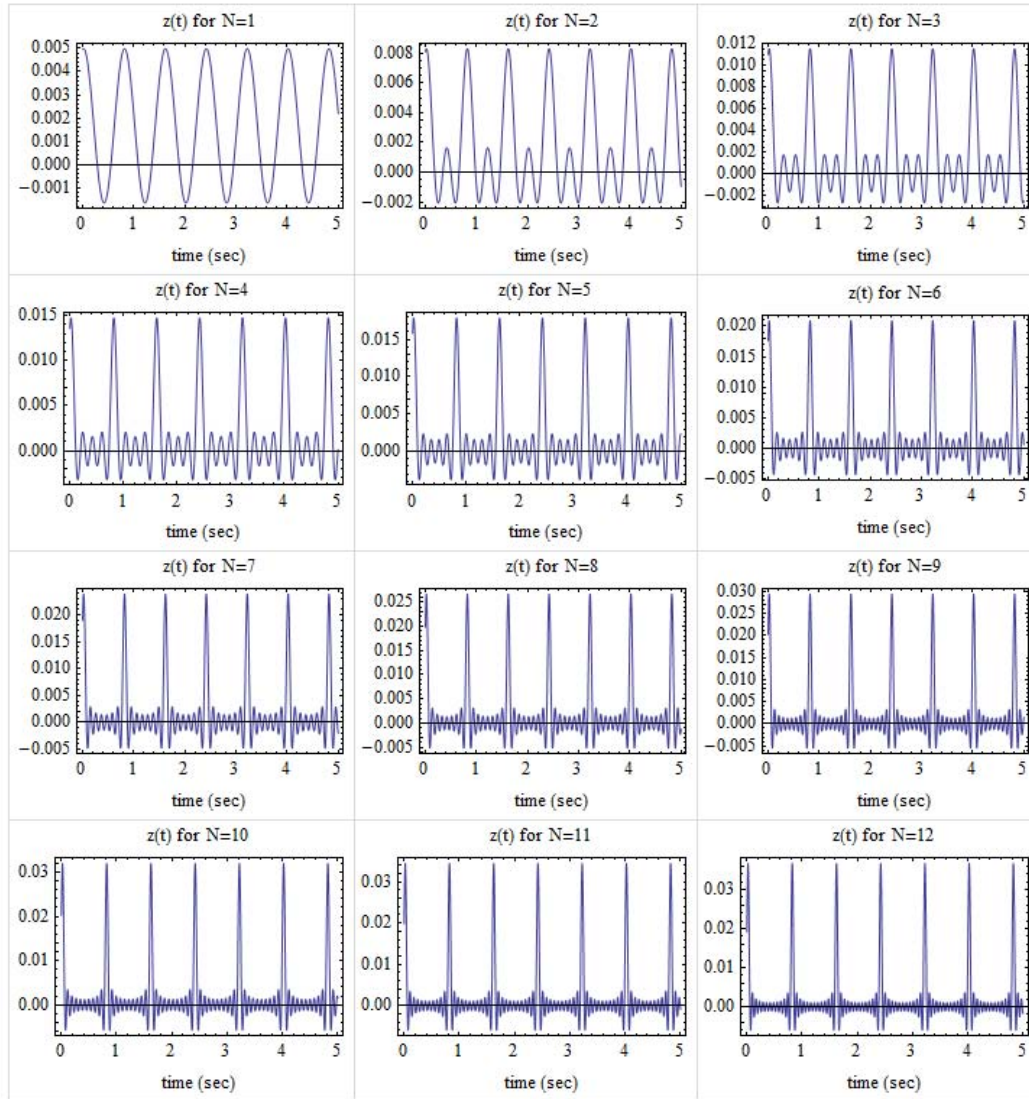 z(t) for N=1
0.005
0.004
0.003
0.002
0.001
0.000
−0.001
0 1 2 3 4 5
time (sec)
z(t) for N=2
0.008
0.006
0.004
0.002
0.000
−0.002
0 1 2 3 4 5
time (sec)
z(t) for N=3
0.012
0.010
0.008
0.006
0.004
0.002
0.000
−0.002
0 1 2 3 4 5
time (sec)
z(t) for N=4
0.015
0.010
0.005
0.000
0 1 2 3 4 5
time (sec)
z(t) for N=5
0.015
0.010
0.005
0.000
0 1 2 3 4 5
time (sec)
z(t) for N=6
0.020
0.015
0.010
0.005
0.000
−0.005
0 1 2 3 4 5
time (sec)
z(t) for N=7
0.020
0.015
0.010
0.005
0.000
−0.005
0 1 2 3 4 5
time (sec)
z(t) for N=8
0.025
0.020
0.015
0.010
0.005
0.000
−0.005
0 1 2 3 4 5
time (sec)
z(t) for N=9
0.030
0.025
0.020
0.015
0.010
0.005
0.000
−0.005
0 1 2 3 4 5
time (sec)
z(t) for N=10
0.03
0.02
0.01
0.00
0 1 2 3 4 5
time (sec)
z(t) for N=11
0.03
0.02
0.01
0.00
0 1 2 3 4 5
time (sec)
z(t) for N=12
0.03
0.02
0.01
0.00
0 1 2 3 4 5
time (sec)